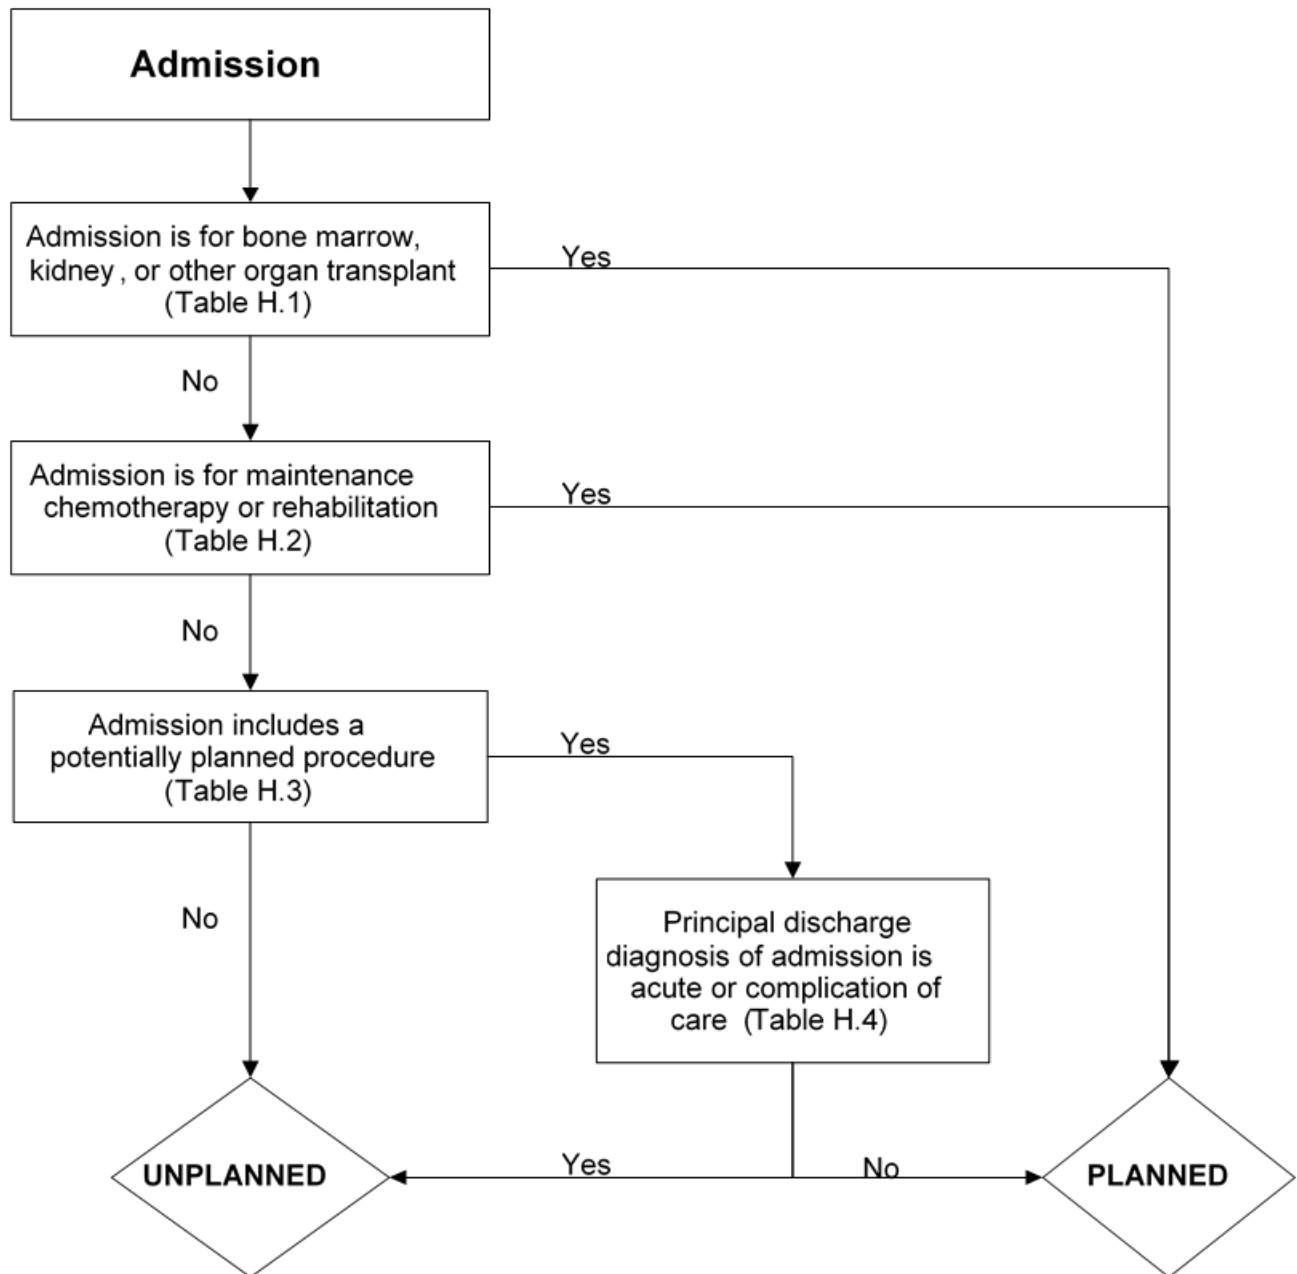 Admission
Admission is for bone marrow,
kidney, or other organ transplant
(Table H.1)
Yes
No
Admission is for maintenance
chemotherapy or rehabilitation
(Table H.2)
Yes
No
Admission includes a
potentially planned procedure
(Table H.3)
Yes
No
Principal discharge
diagnosis of admission is
acute or complication of
care (Table H.4)
UNPLANNED
Yes
No
PLANNED